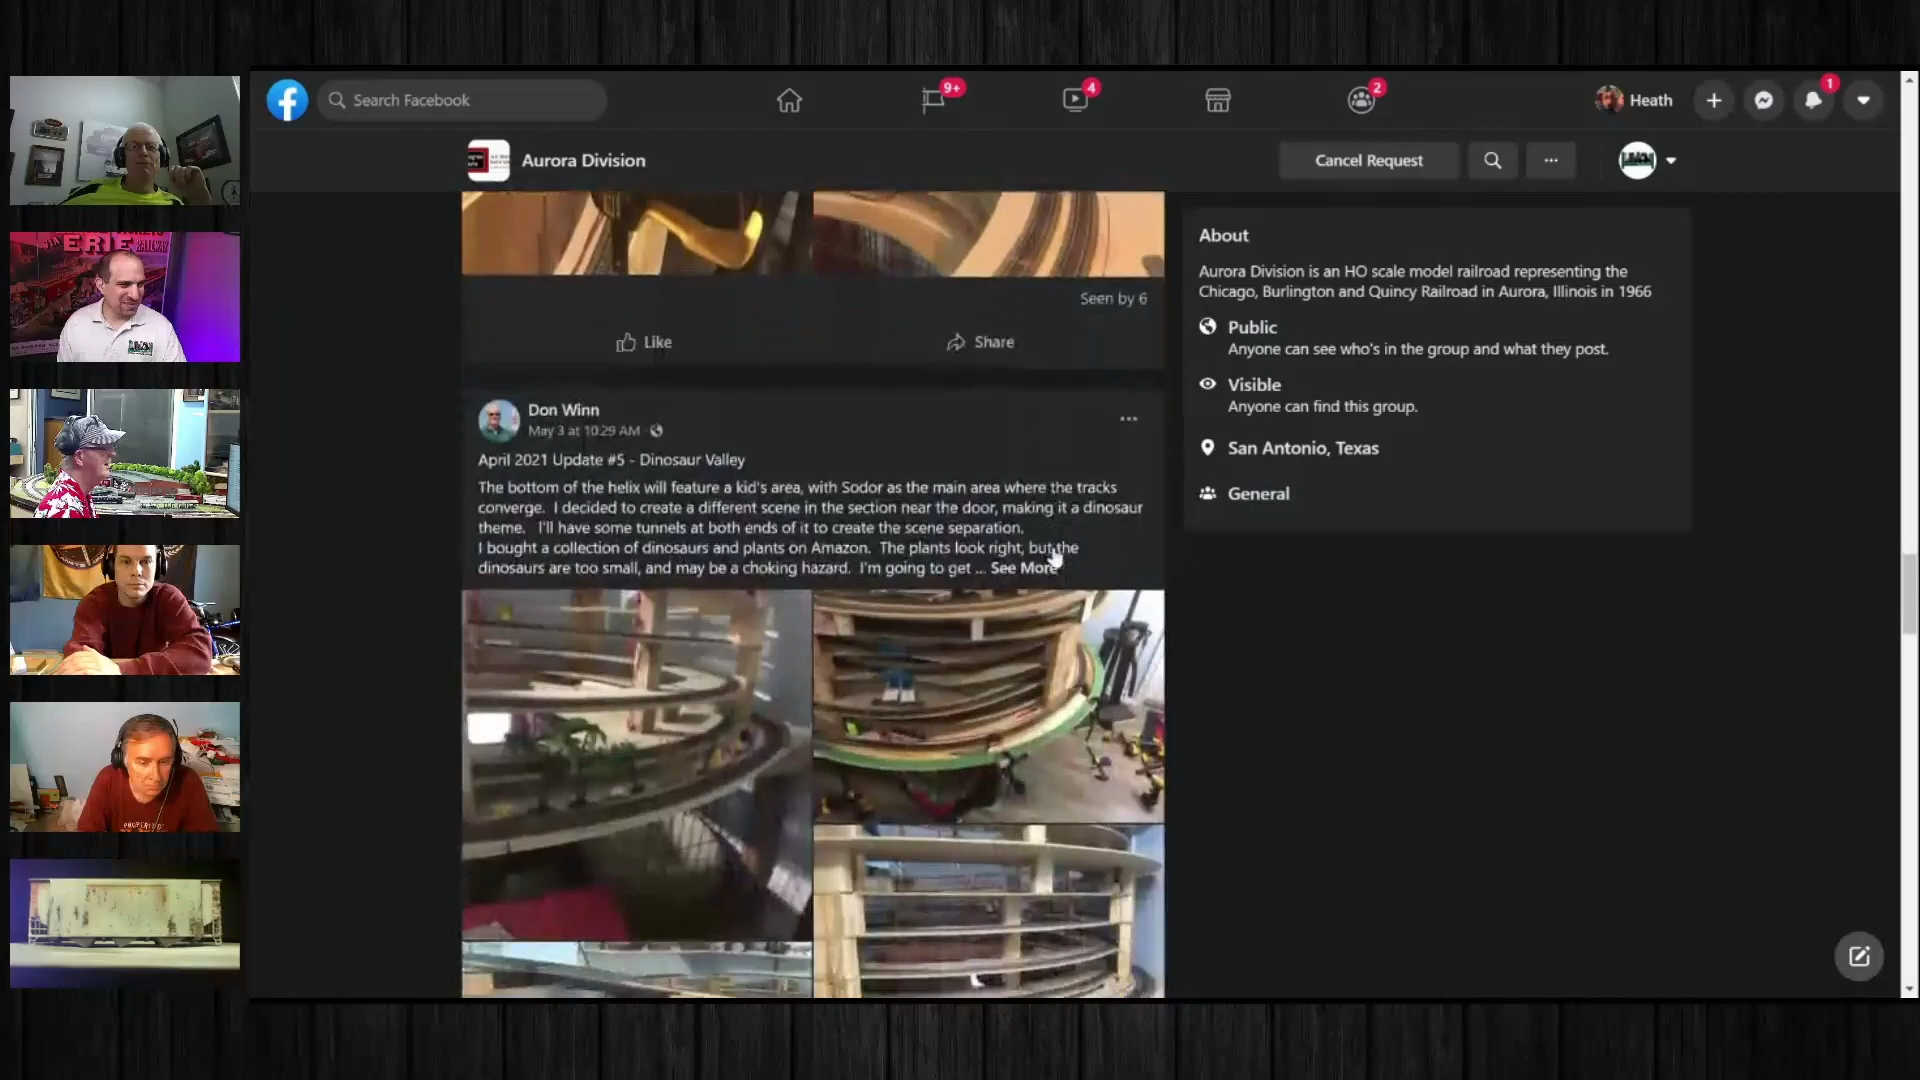 Search Facebook
9+
4
2
Heath
1
Aurora Division
Cancel Request
Seen by 6
Like
Share
Don Winn
May 3 at 10:29 AM ·
April 2021 Update #5 - Dinosaur Valley
The bottom of the helix will feature a kid's area, with Sodor as the main area where the tracks
converge. I decided to create a different scene in the section near the door, making it a dinosaur
theme. I'll have some tunnels at both ends of it to create the scene separation.
I bought a collection of dinosaurs and plants on Amazon. The plants look right, but the
dinosaurs are too small, and may be a choking hazard. I'm going to get ... See More
About
Aurora Division is an HO scale model railroad representing the
Chicago, Burlington and Quincy Railroad in Aurora, Illinois in 1966
Public
Anyone can see who's in the group and what they post.
Visible
Anyone can find this group.
San Antonio, Texas
General
ERIE
PROPERTY OF